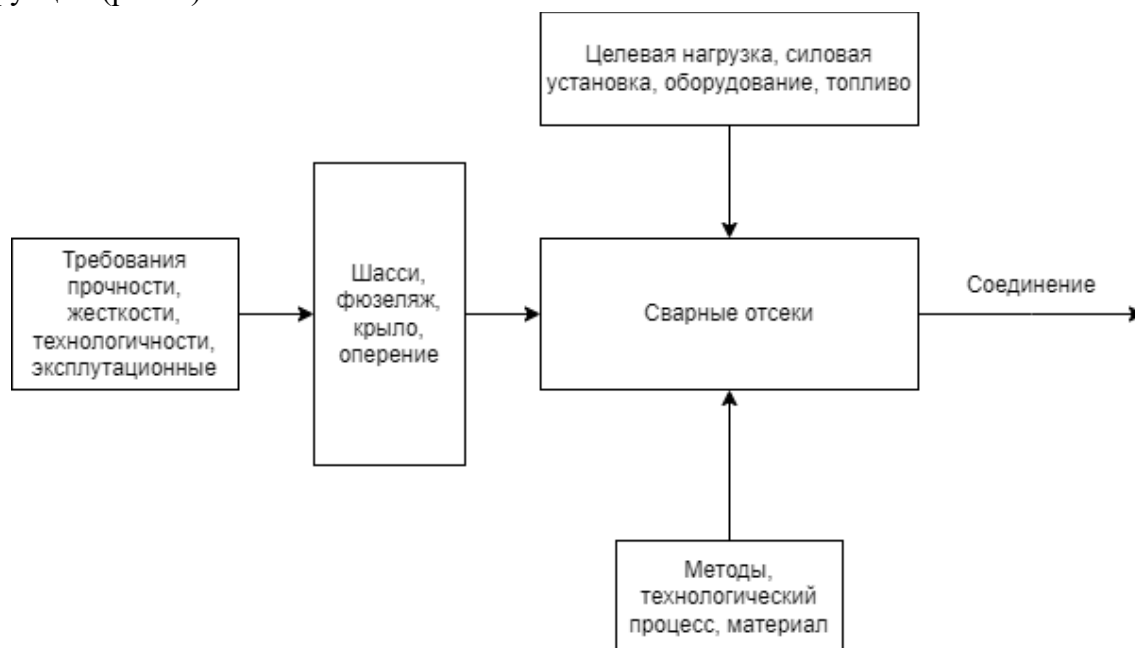 Целевая нагрузка, силовая
установка, оборудование, топливо
Требования
прочности,
жесткости,
технологичности,
эксплутационные
Шасси,
фюзеляж,
крыло,
оперение
Сварные отсеки
Соединение
Методы,
технологический
процесс, материал